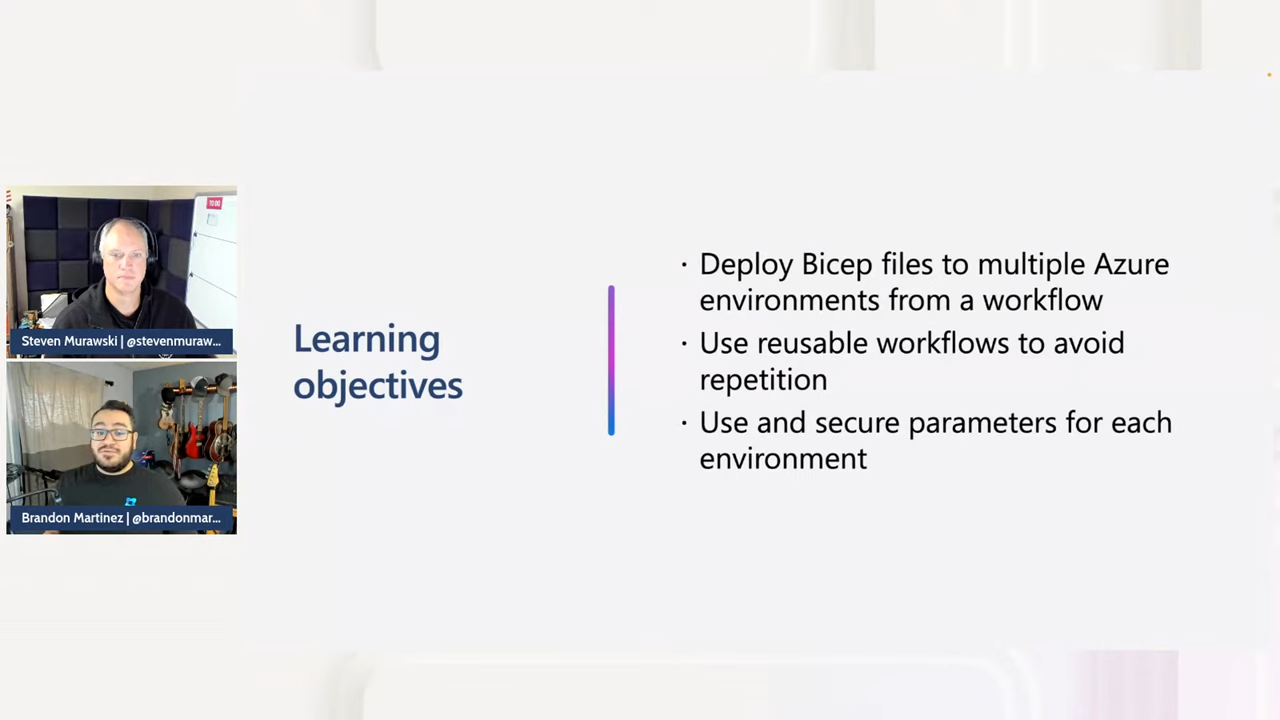 Steven Murawski | @stevenmuraw...
Brandon Martinez | @brandonmar...
Learning
objectives
· Deploy Bicep files to multiple Azure
environments from a workflow
· Use reusable workflows to avoid
repetition
· Use and secure parameters for each
environment